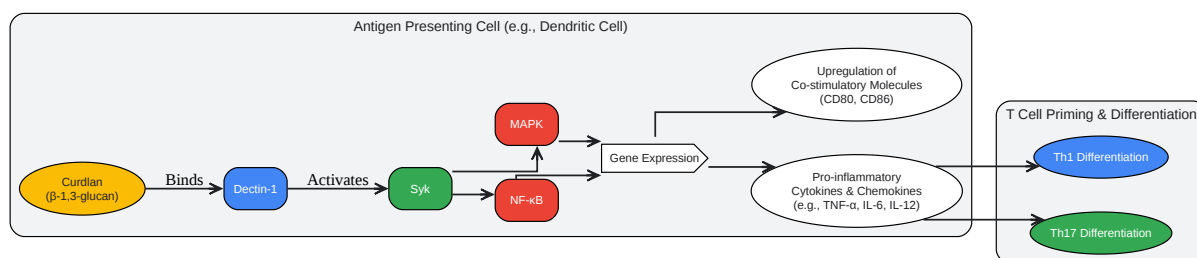 Antigen Presenting Cell (e.g., Dendritic Cell)
Upregulation of
Co-stimulatory Molecules
(CD80, CD86)
T Cell Priming & Differentiation
MAPK
Gene Expression
Th1 Differentiation
Curdlan
(β-1,3-glucan)
Binds
Dectin-1
Activates
Syk
NF-κB
Pro-inflammatory
Cytokines & Chemokines
(e.g., TNF-α, IL-6, IL-12)
Th17 Differentiation